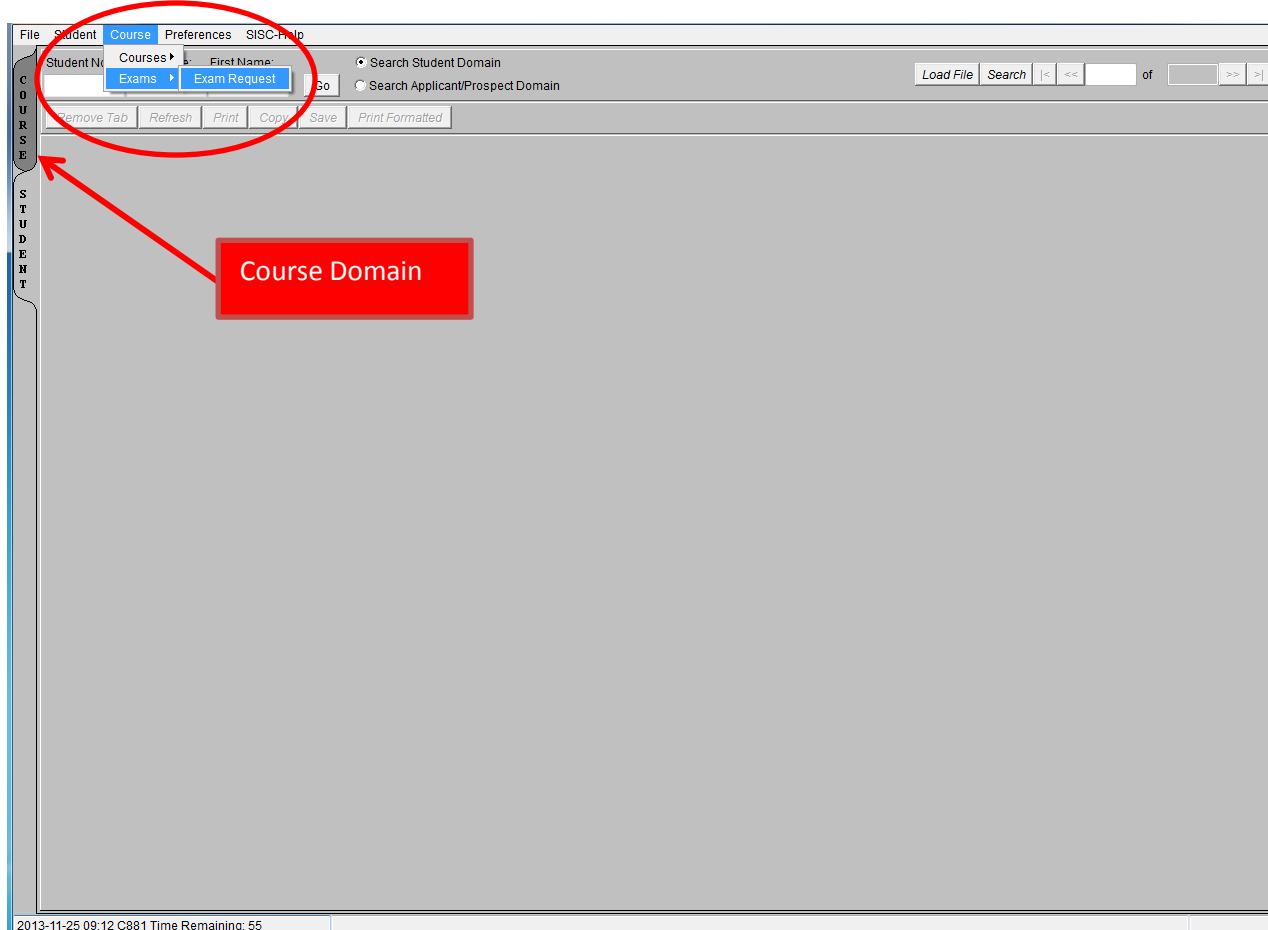 File Student Course Preferences SISC-Help
Student No First Name: Search Student Domain
Courses
Exams Exam Request
Go Search Applicant/Prospect Domain
Load File Search |< << of >> >|
Remove Tab Refresh Print Copy Save Print Formatted
COURSE
STUDENT
Course Domain
2013-11-25 09:12 C881 Time Remaining: 55